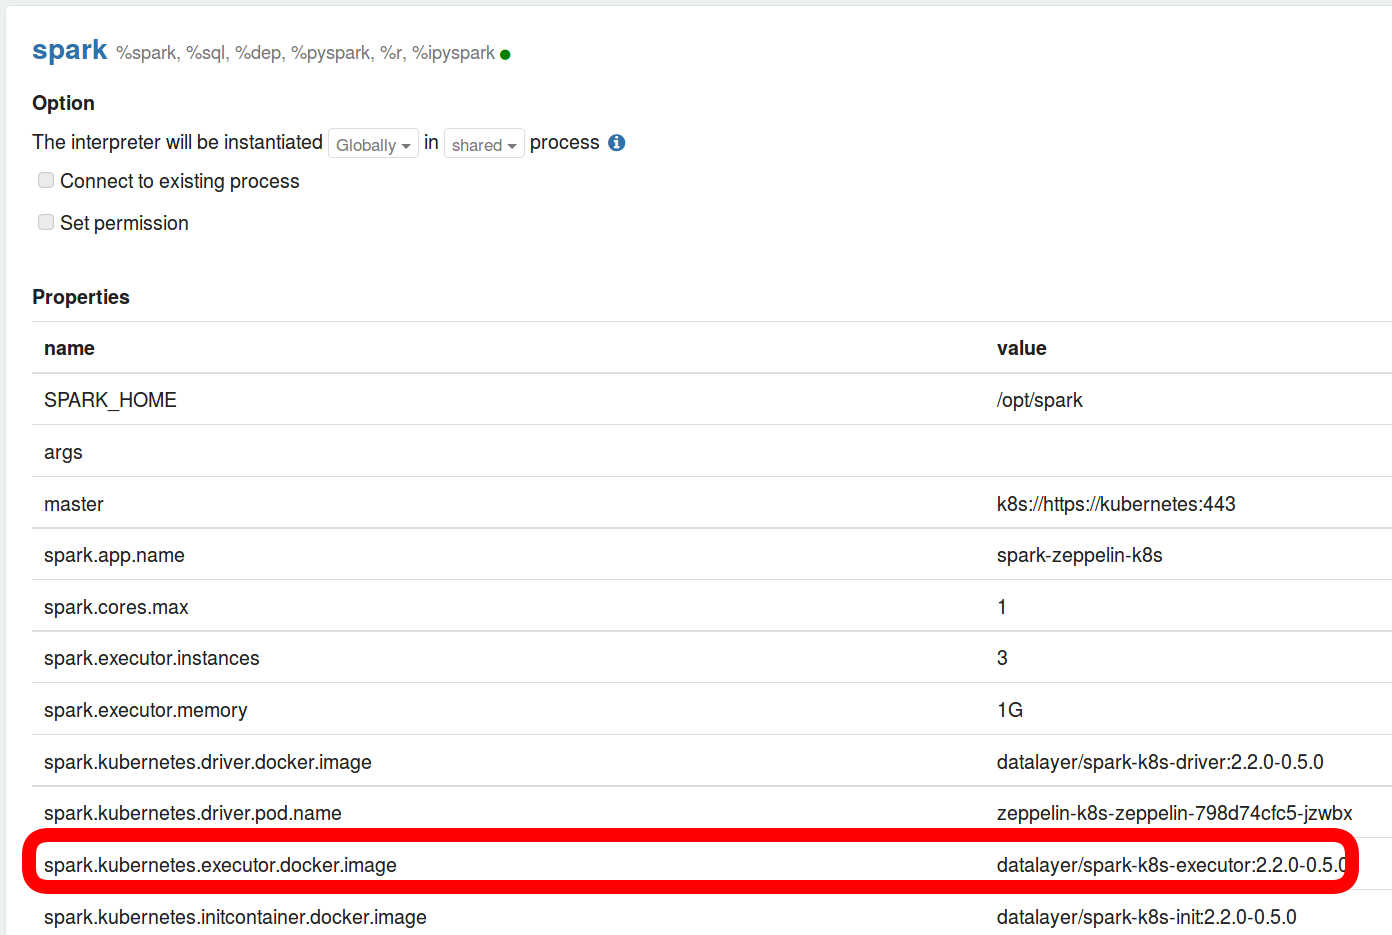 spark %spark, %sql, %dep, %pyspark, %r, %ipyspark
Option
The interpreter will be instantiated Globally in shared process
Connect to existing process
Set permission
Properties
name value
SPARK_HOME /opt/spark
args
master k8s://https://kubernetes:443
spark.app.name spark-zeppelin-k8s
spark.cores.max 1
spark.executor.instances 3
spark.executor.memory 1G
spark.kubernetes.driver.docker.image datalayer/spark-k8s-driver:2.2.0-0.5.0
spark.kubernetes.driver.pod.name zeppelin-k8s-zeppelin-798d74cfc5-jzwbx
spark.kubernetes.executor.docker.image datalayer/spark-k8s-executor:2.2.0-0.5.0
spark.kubernetes.initcontainer.docker.image datalayer/spark-k8s-init:2.2.0-0.5.0